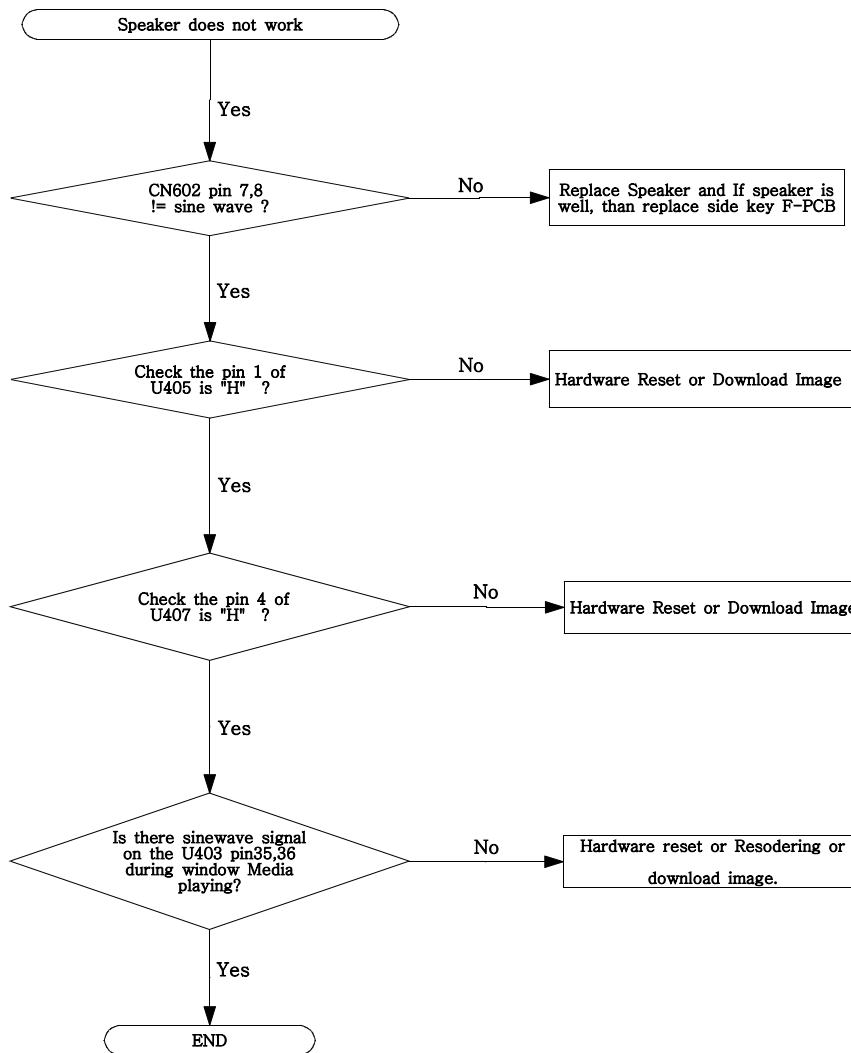 Speaker does not work
Yes
CN602 pin 7,8
!= sine wave ?
No
Replace Speaker and If speaker is
well, than replace side key F-PCB
Yes
Check the pin 1 of
U405 is "H" ?
No
Hardware Reset or Download Image
Yes
Check the pin 4 of
U407 is "H" ?
No
Hardware Reset or Download Image
Yes
Is there sinewave signal
on the U403 pin35,36
during window Media
playing?
No
Hardware reset or Resodering or
download image.
Yes
END